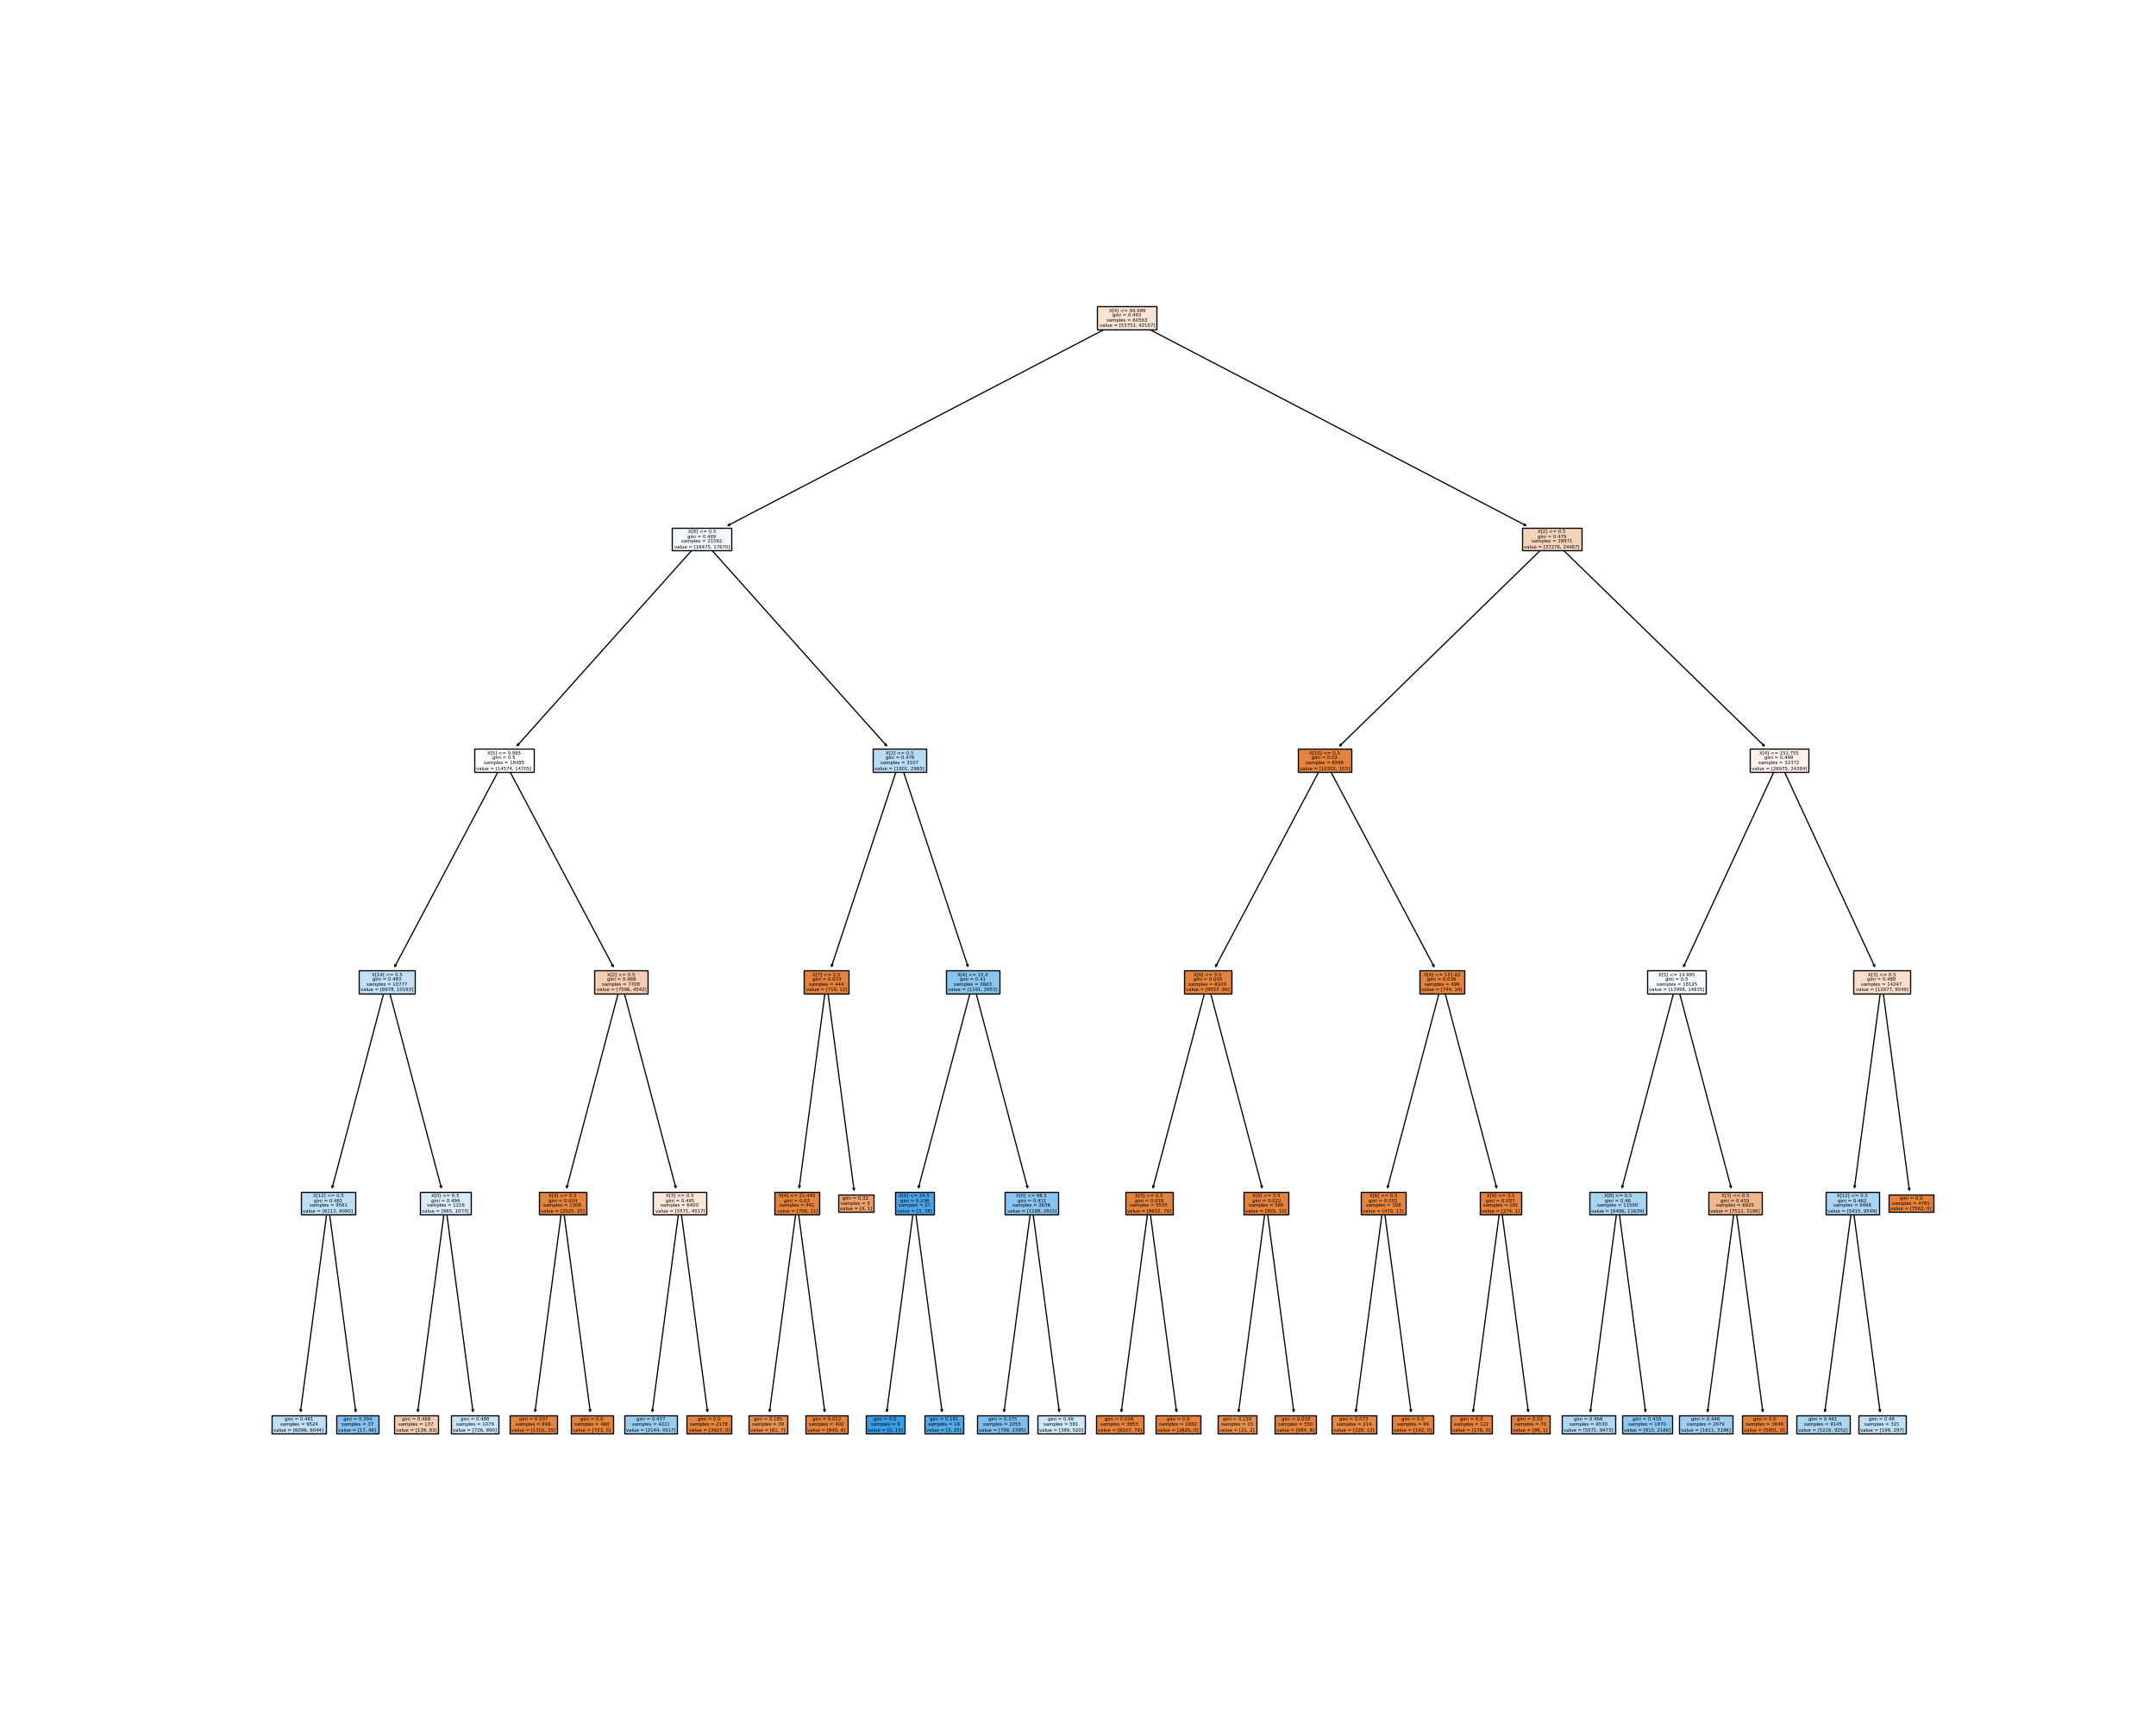 X[4] <= 84.999
gini = 0.493
samples = 60563
value = [53751, 42157]
X[8] <= 0.5
gini = 0.499
samples = 21592
value = [16475, 17670]
X[2] <= 0.5
gini = 0.479
samples = 38971
value = [37276, 24487]
X[5] <= 9.995
gini = 0.5
samples = 18485
value = [14574, 14705]
X[2] <= 0.5
gini = 0.476
samples = 3107
value = [1901, 2965]
X[10] <= 0.5
gini = 0.02
samples = 6599
value = [10301, 103]
X[4] <= 151.755
gini = 0.499
samples = 32372
value = [26975, 24384]
X[14] <= 0.5
gini = 0.483
samples = 10777
value = [6978, 10163]
X[2] <= 0.5
gini = 0.468
samples = 7708
value = [7596, 4542]
X[7] <= 2.5
gini = 0.033
samples = 444
value = [710, 12]
X[4] <= 15.4
gini = 0.41
samples = 2663
value = [1191, 2953]
X[9] <= 3.5
gini = 0.018
samples = 6100
value = [9557, 89]
X[4] <= 131.62
gini = 0.036
samples = 499
value = [744, 14]
X[5] <= 14.995
gini = 0.5
samples = 18125
value = [13998, 14835]
X[3] <= 0.5
gini = 0.488
samples = 14247
value = [12977, 9549]
X[12] <= 0.5
gini = 0.481
samples = 9561
value = [6113, 9090]
X[0] <= 6.5
gini = 0.494
samples = 1216
value = [865, 1073]
X[3] <= 0.5
gini = 0.024
samples = 1308
value = [2025, 25]
X[3] <= 0.5
gini = 0.495
samples = 6400
value = [5571, 4517]
X[4] <= 21.445
gini = 0.03
samples = 441
value = [706, 11]
gini = 0.32
samples = 3
value = [4, 1]
X[0] <= 24.5
gini = 0.136
samples = 27
value = [3, 38]
X[0] <= 88.5
gini = 0.411
samples = 2636
value = [1188, 2915]
X[3] <= 0.5
gini = 0.018
samples = 5535
value = [8652, 79]
X[0] <= 3.5
gini = 0.022
samples = 565
value = [905, 10]
X[6] <= 0.5
gini = 0.052
samples = 308
value = [470, 13]
X[9] <= 3.5
gini = 0.007
samples = 191
value = [274, 1]
X[8] <= 0.5
gini = 0.46
samples = 11500
value = [6486, 11639]
X[3] <= 0.5
gini = 0.419
samples = 6625
value = [7512, 3196]
X[12] <= 0.5
gini = 0.462
samples = 9466
value = [5415, 9549]
gini = 0.0
samples = 4781
value = [7562, 0]
gini = 0.481
samples = 9524
value = [6096, 9044]
gini = 0.394
samples = 37
value = [17, 46]
gini = 0.468
samples = 137
value = [139, 83]
gini = 0.488
samples = 1079
value = [726, 990]
gini = 0.037
samples = 848
value = [1302, 25]
gini = 0.0
samples = 460
value = [723, 0]
gini = 0.437
samples = 4221
value = [2144, 4517]
gini = 0.0
samples = 2179
value = [3427, 0]
gini = 0.185
samples = 39
value = [61, 7]
gini = 0.012
samples = 402
value = [645, 4]
gini = 0.0
samples = 8
value = [0, 13]
gini = 0.191
samples = 19
value = [3, 25]
gini = 0.375
samples = 2055
value = [799, 2395]
gini = 0.49
samples = 581
value = [389, 520]
gini = 0.026
samples = 3853
value = [6027, 79]
gini = 0.0
samples = 1682
value = [2625, 0]
gini = 0.159
samples = 15
value = [21, 2]
gini = 0.018
samples = 550
value = [884, 8]
gini = 0.073
samples = 214
value = [328, 13]
gini = 0.0
samples = 94
value = [142, 0]
gini = 0.0
samples = 121
value = [176, 0]
gini = 0.02
samples = 70
value = [98, 1]
gini = 0.466
samples = 9530
value = [5571, 9473]
gini = 0.418
samples = 1970
value = [915, 2166]
gini = 0.446
samples = 2979
value = [1611, 3196]
gini = 0.0
samples = 3646
value = [5901, 0]
gini = 0.461
samples = 9145
value = [5216, 9252]
gini = 0.48
samples = 321
value = [199, 297]